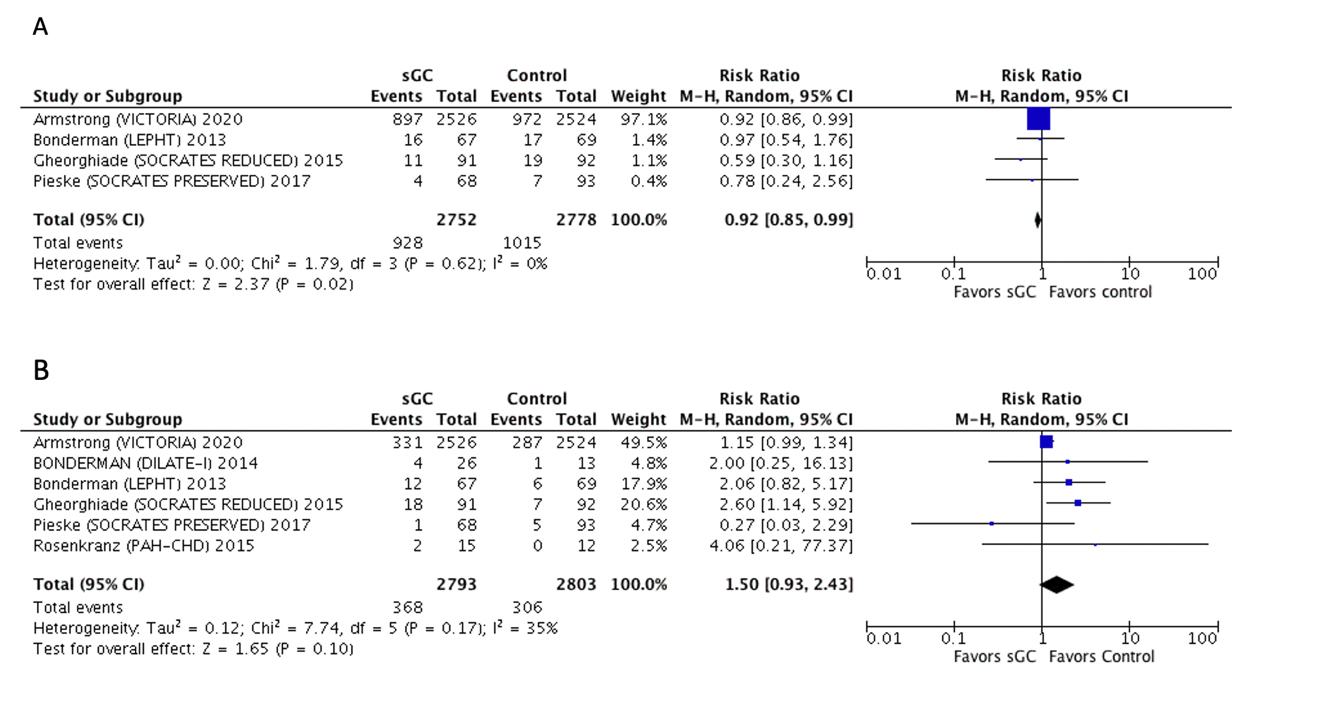 A
sGC Control Risk Ratio Risk Ratio
Study or Subgroup Events Total Events Total Weight M-H, Random, 95% CI M-H, Random, 95% CI
Armstrong (VICTORIA) 2020 897 2526 972 2524 97.1% 0.92 [0.86, 0.99]
Bonderman (LEPHT) 2013 16 67 17 69 1.4% 0.97 [0.54, 1.76]
Gheorghiade (SOCRATES REDUCED) 2015 11 91 19 92 1.1% 0.59 [0.30, 1.16]
Pieske (SOCRATES PRESERVED) 2017 4 68 7 93 0.4% 0.78 [0.24, 2.56]
Total (95% CI) 2752 2778 100.0% 0.92 [0.85, 0.99]
Total events 928 1015
Heterogeneity: Tau² = 0.00; Chi² = 1.79, df = 3 (P = 0.62); I² = 0%
Test for overall effect: Z = 2.37 (P = 0.02)
0.01 0.1 1 10 100
Favors sGC Favors control
B
sGC Control Risk Ratio Risk Ratio
Study or Subgroup Events Total Events Total Weight M-H, Random, 95% CI M-H, Random, 95% CI
Armstrong (VICTORIA) 2020 331 2526 287 2524 49.5% 1.15 [0.99, 1.34]
BONDERMAN (DILATE-I) 2014 4 26 1 13 4.8% 2.00 [0.25, 16.13]
Bonderman (LEPHT) 2013 12 67 6 69 17.9% 2.06 [0.82, 5.17]
Gheorghiade (SOCRATES REDUCED) 2015 18 91 7 92 20.6% 2.60 [1.14, 5.92]
Pieske (SOCRATES PRESERVED) 2017 1 68 5 93 4.7% 0.27 [0.03, 2.29]
Rosenkranz (PAH-CHD) 2015 2 15 0 12 2.5% 4.06 [0.21, 77.37]
Total (95% CI) 2793 2803 100.0% 1.50 [0.93, 2.43]
Total events 368 306
Heterogeneity: Tau² = 0.12; Chi² = 7.74, df = 5 (P = 0.17); I² = 35%
Test for overall effect: Z = 1.65 (P = 0.10)
0.01 0.1 1 10 100
Favors sGC Favors Control